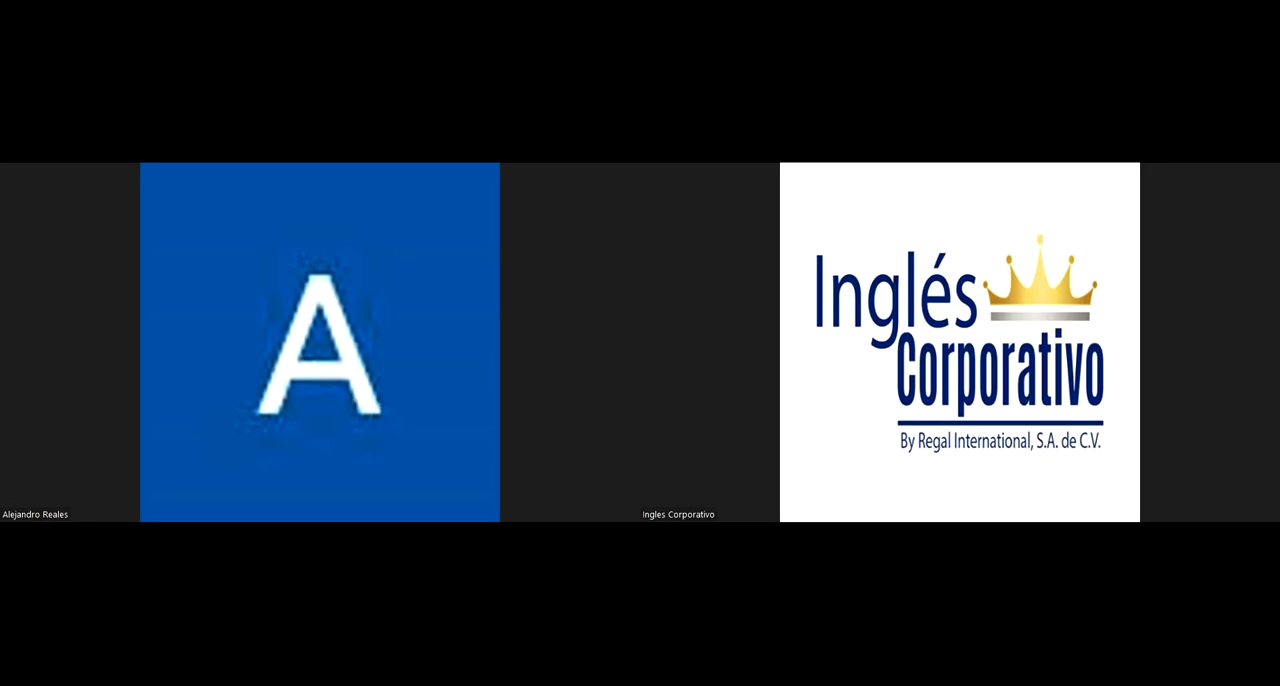 A
Alejandro Reales
Inglés
Corporativo
By Regal International, S.A. de C.V.
Ingles Corporativo